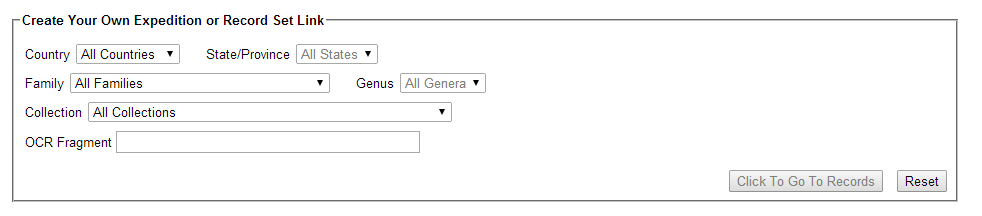 Create Your Own Expedition or Record Set Link
Country All Countries State/Province All States
Family All Families Genus All Genera
Collection All Collections
OCR Fragment
Click To Go To Records Reset